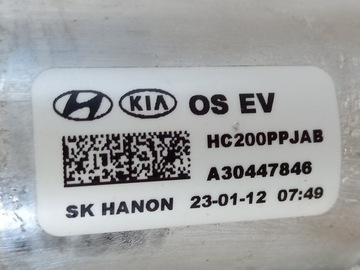 KIA OS EV
HC200PPJAB
A30447846
SK HANON 23-01-12 07:49